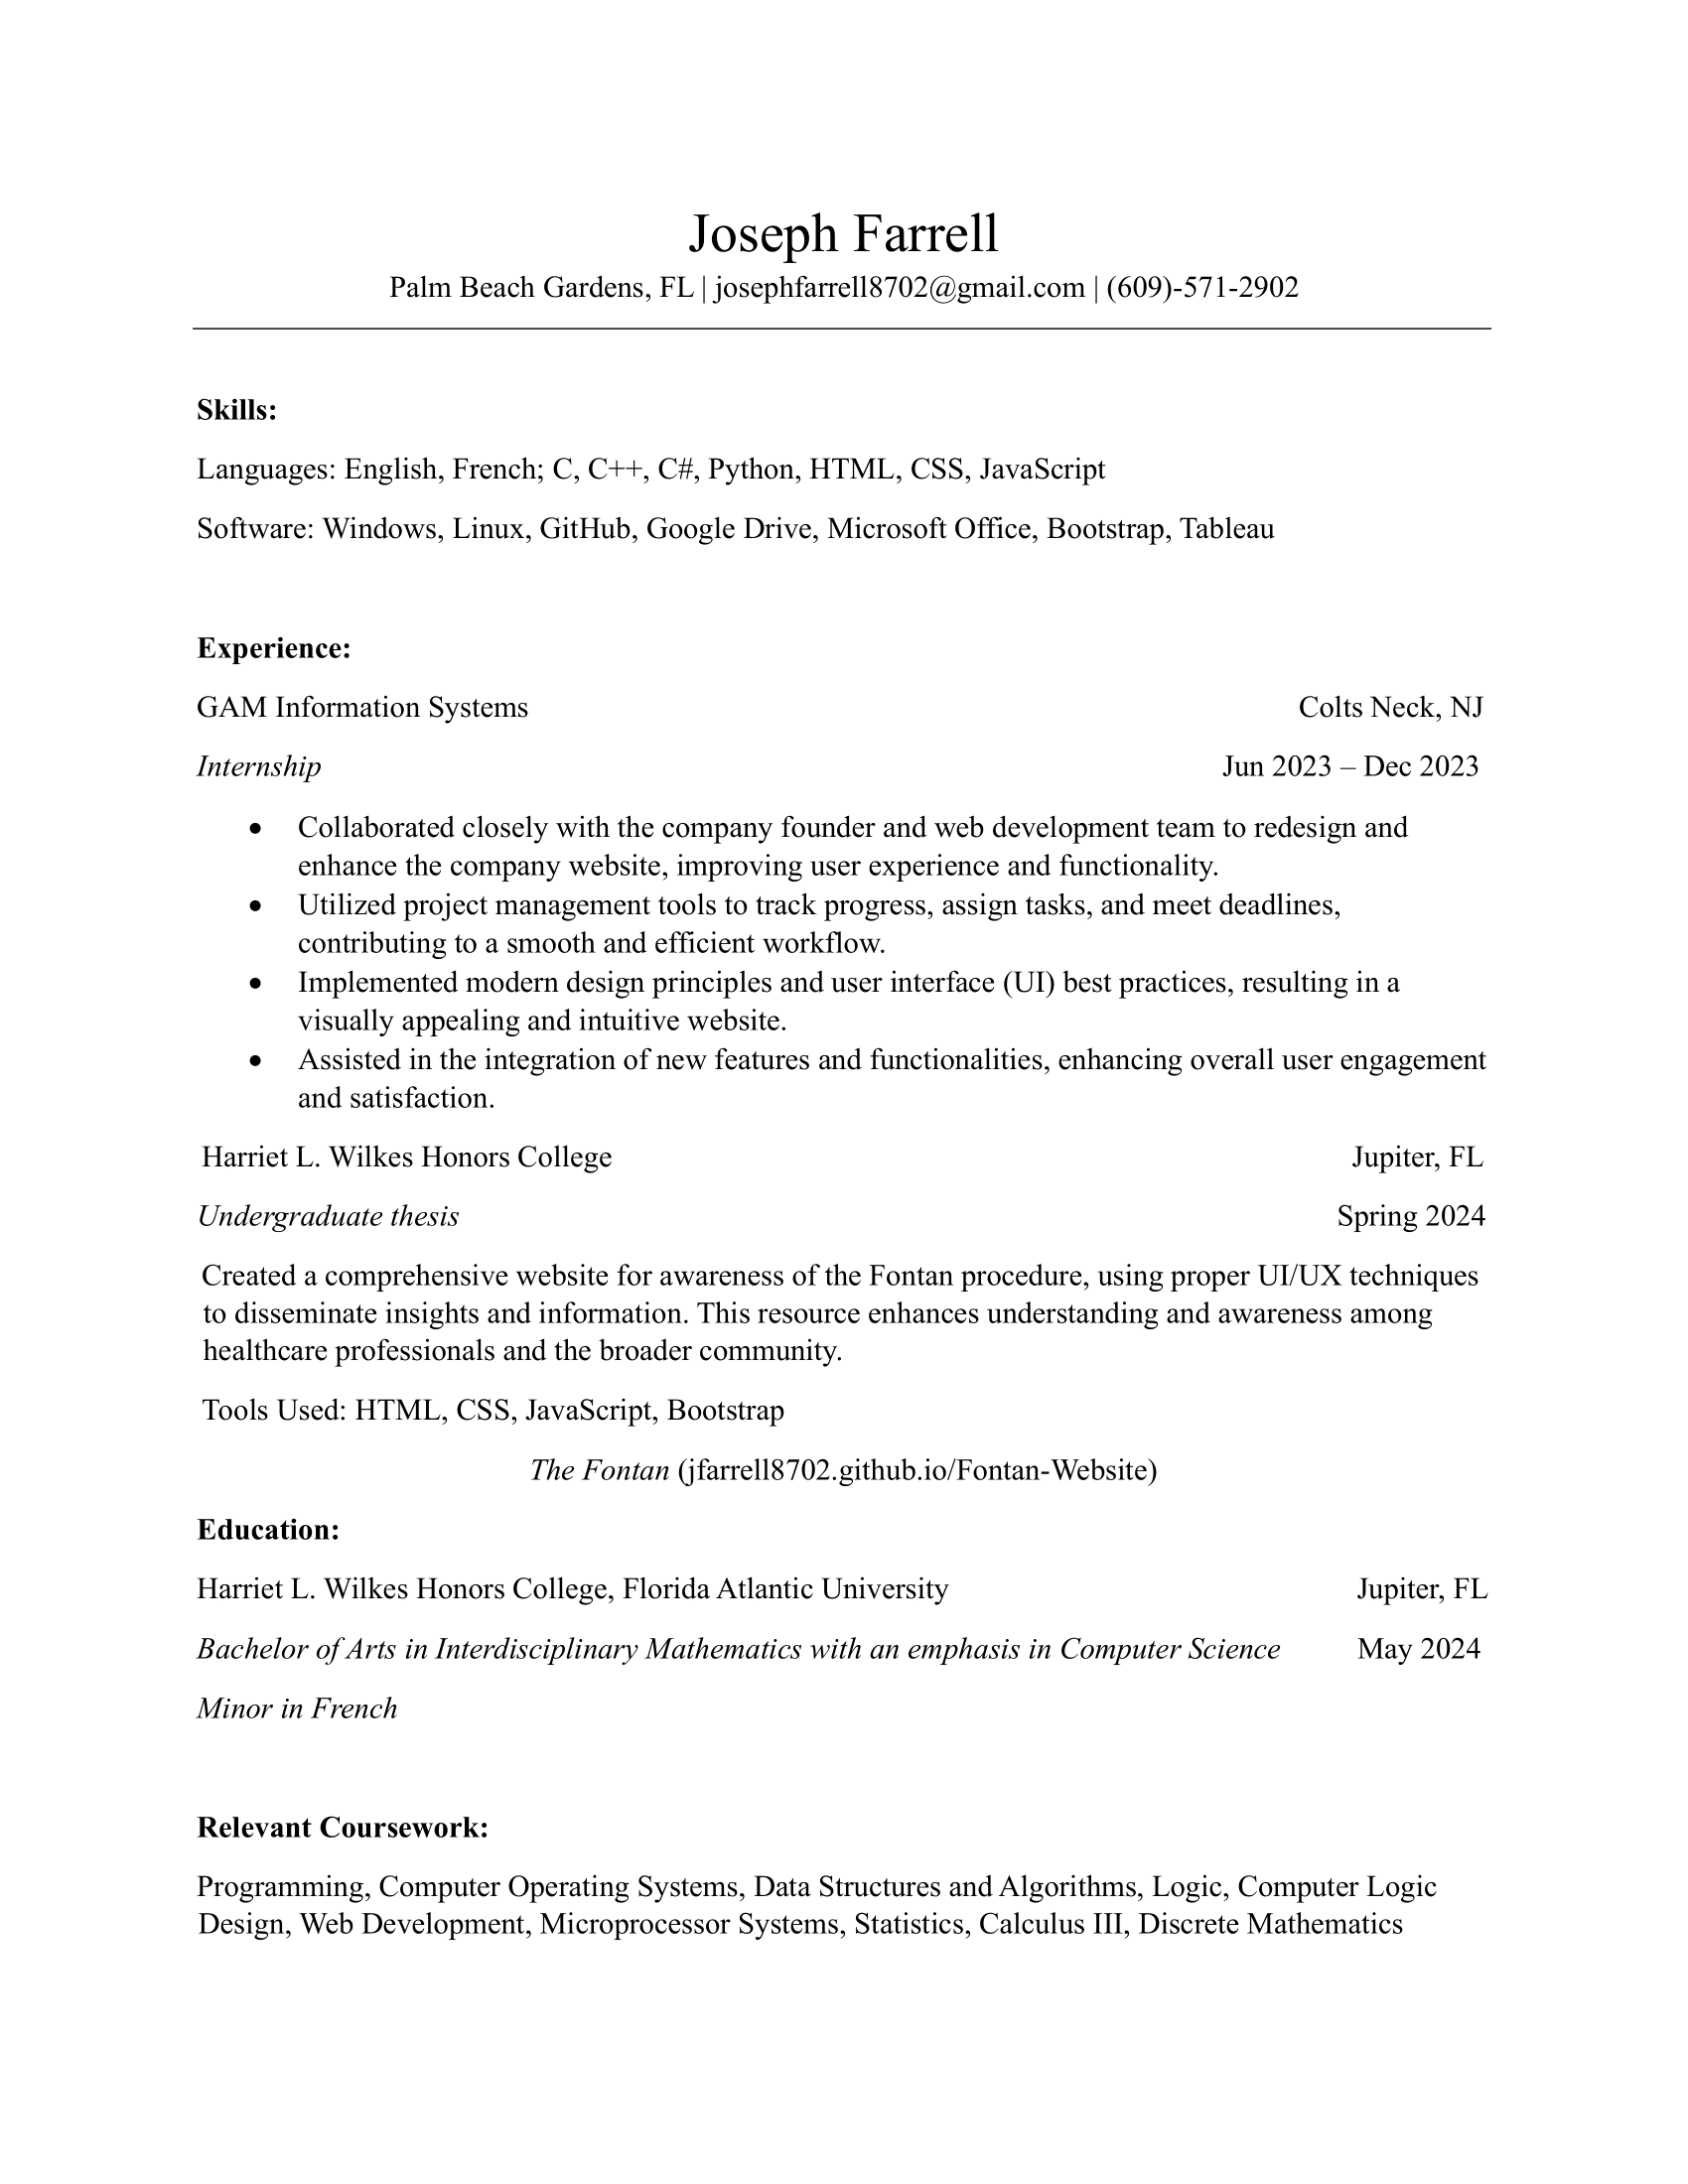 Joseph Farrell
Palm Beach Gardens, FL | josephfarrell8702@gmail.com | (609)-571-2902
Skills:
Languages: English, French; C, C++, C#, Python, HTML, CSS, JavaScript
Software: Windows, Linux, GitHub, Google Drive, Microsoft Office, Bootstrap, Tableau
Experience:
GAM Information Systems Colts Neck, NJ
Internship Jun 2023 – Dec 2023
• Collaborated closely with the company founder and web development team to redesign and
enhance the company website, improving user experience and functionality.
• Utilized project management tools to track progress, assign tasks, and meet deadlines,
contributing to a smooth and efficient workflow.
• Implemented modern design principles and user interface (UI) best practices, resulting in a
visually appealing and intuitive website.
• Assisted in the integration of new features and functionalities, enhancing overall user engagement
and satisfaction.
Harriet L. Wilkes Honors College Jupiter, FL
Undergraduate thesis Spring 2024
Created a comprehensive website for awareness of the Fontan procedure, using proper UI/UX techniques
to disseminate insights and information. This resource enhances understanding and awareness among
healthcare professionals and the broader community.
Tools Used: HTML, CSS, JavaScript, Bootstrap
The Fontan (jfarrell8702.github.io/Fontan-Website)
Education:
Harriet L. Wilkes Honors College, Florida Atlantic University Jupiter, FL
Bachelor of Arts in Interdisciplinary Mathematics with an emphasis in Computer Science May 2024
Minor in French
Relevant Coursework:
Programming, Computer Operating Systems, Data Structures and Algorithms, Logic, Computer Logic
Design, Web Development, Microprocessor Systems, Statistics, Calculus III, Discrete Mathematics